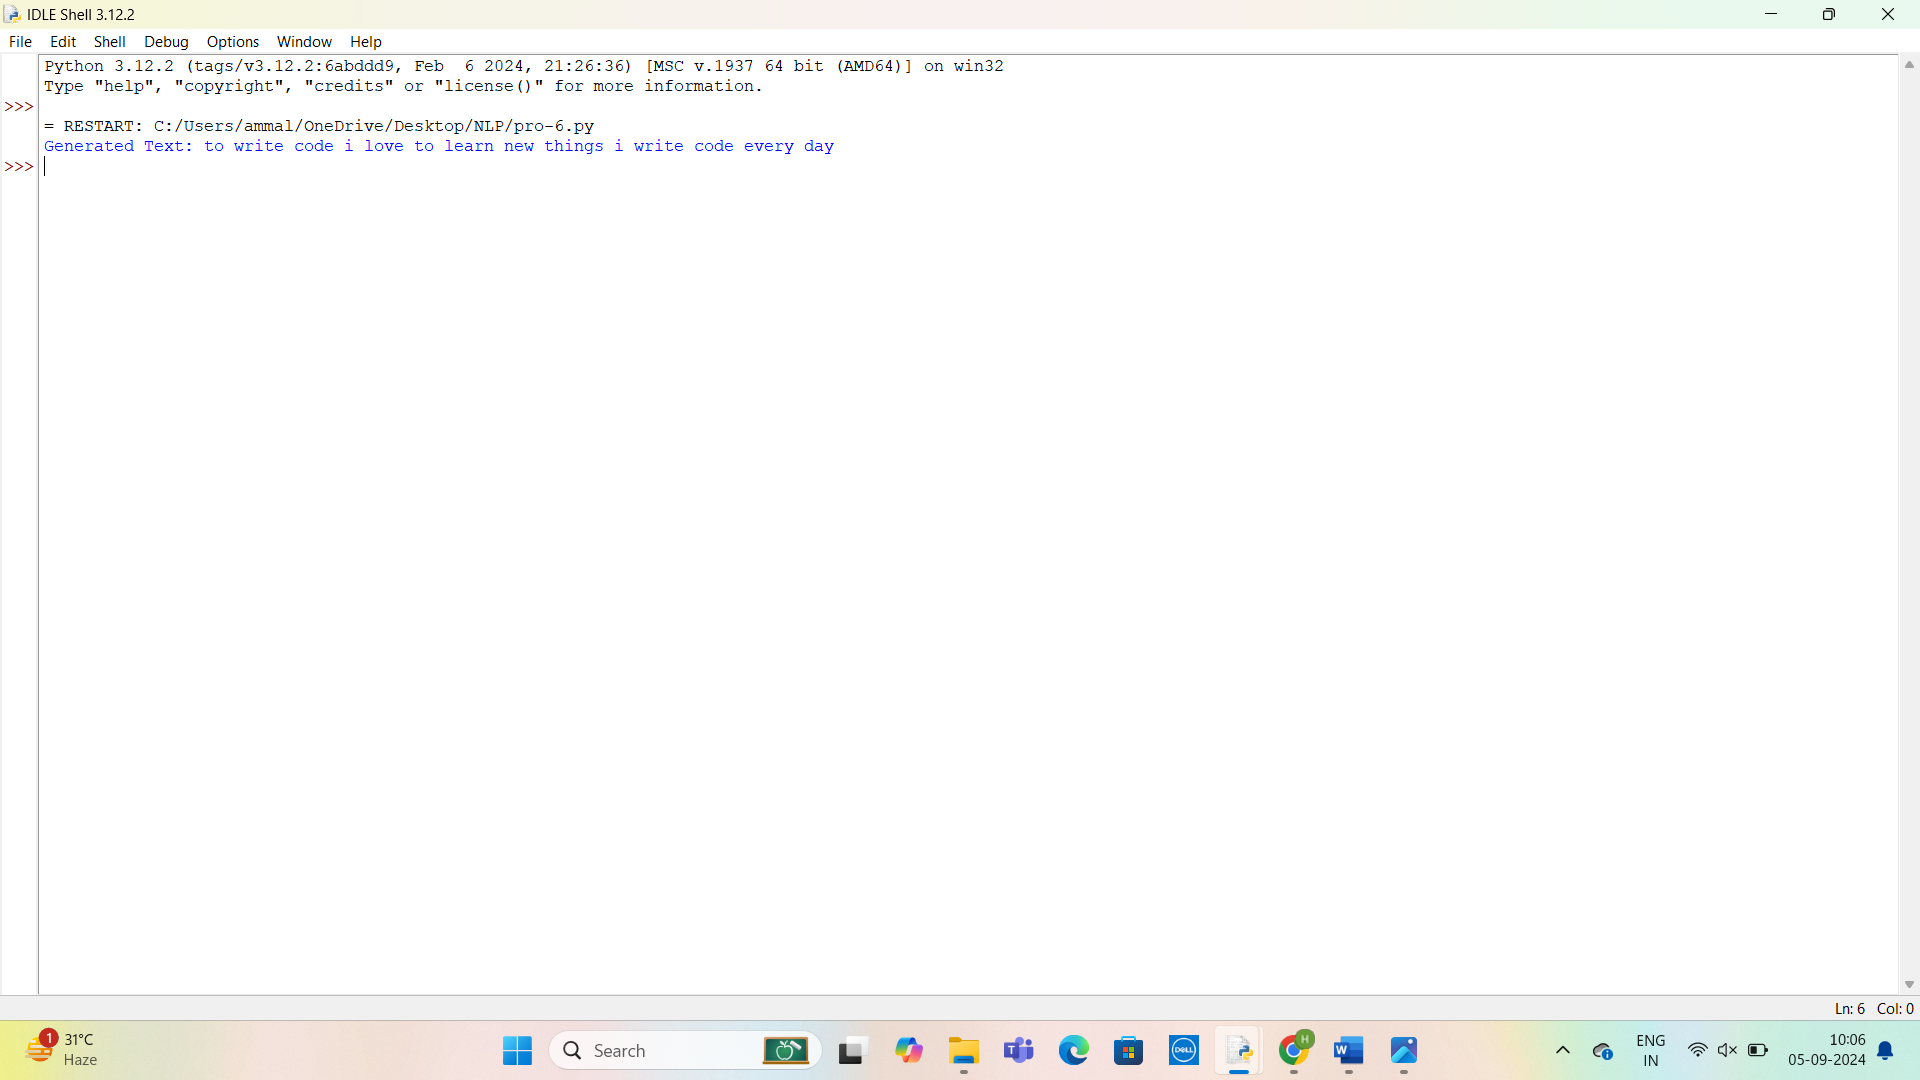 IDLE Shell 3.12.2
File Edit Shell Debug Options Window Help
Python 3.12.2 (tags/v3.12.2:6abddd9, Feb  6 2024, 21:26:36) [MSC v.1937 64 bit (AMD64)] on win32
Type "help", "copyright", "credits" or "license()" for more information.
>>>
= RESTART: C:/Users/ammal/OneDrive/Desktop/NLP/pro-6.py
Generated Text: to write code i love to learn new things i write code every day
>>>
Ln: 6 Col: 0
1 31°C
Haze
Search
DELL
H
W
ENG
IN
10:06
05-09-2024